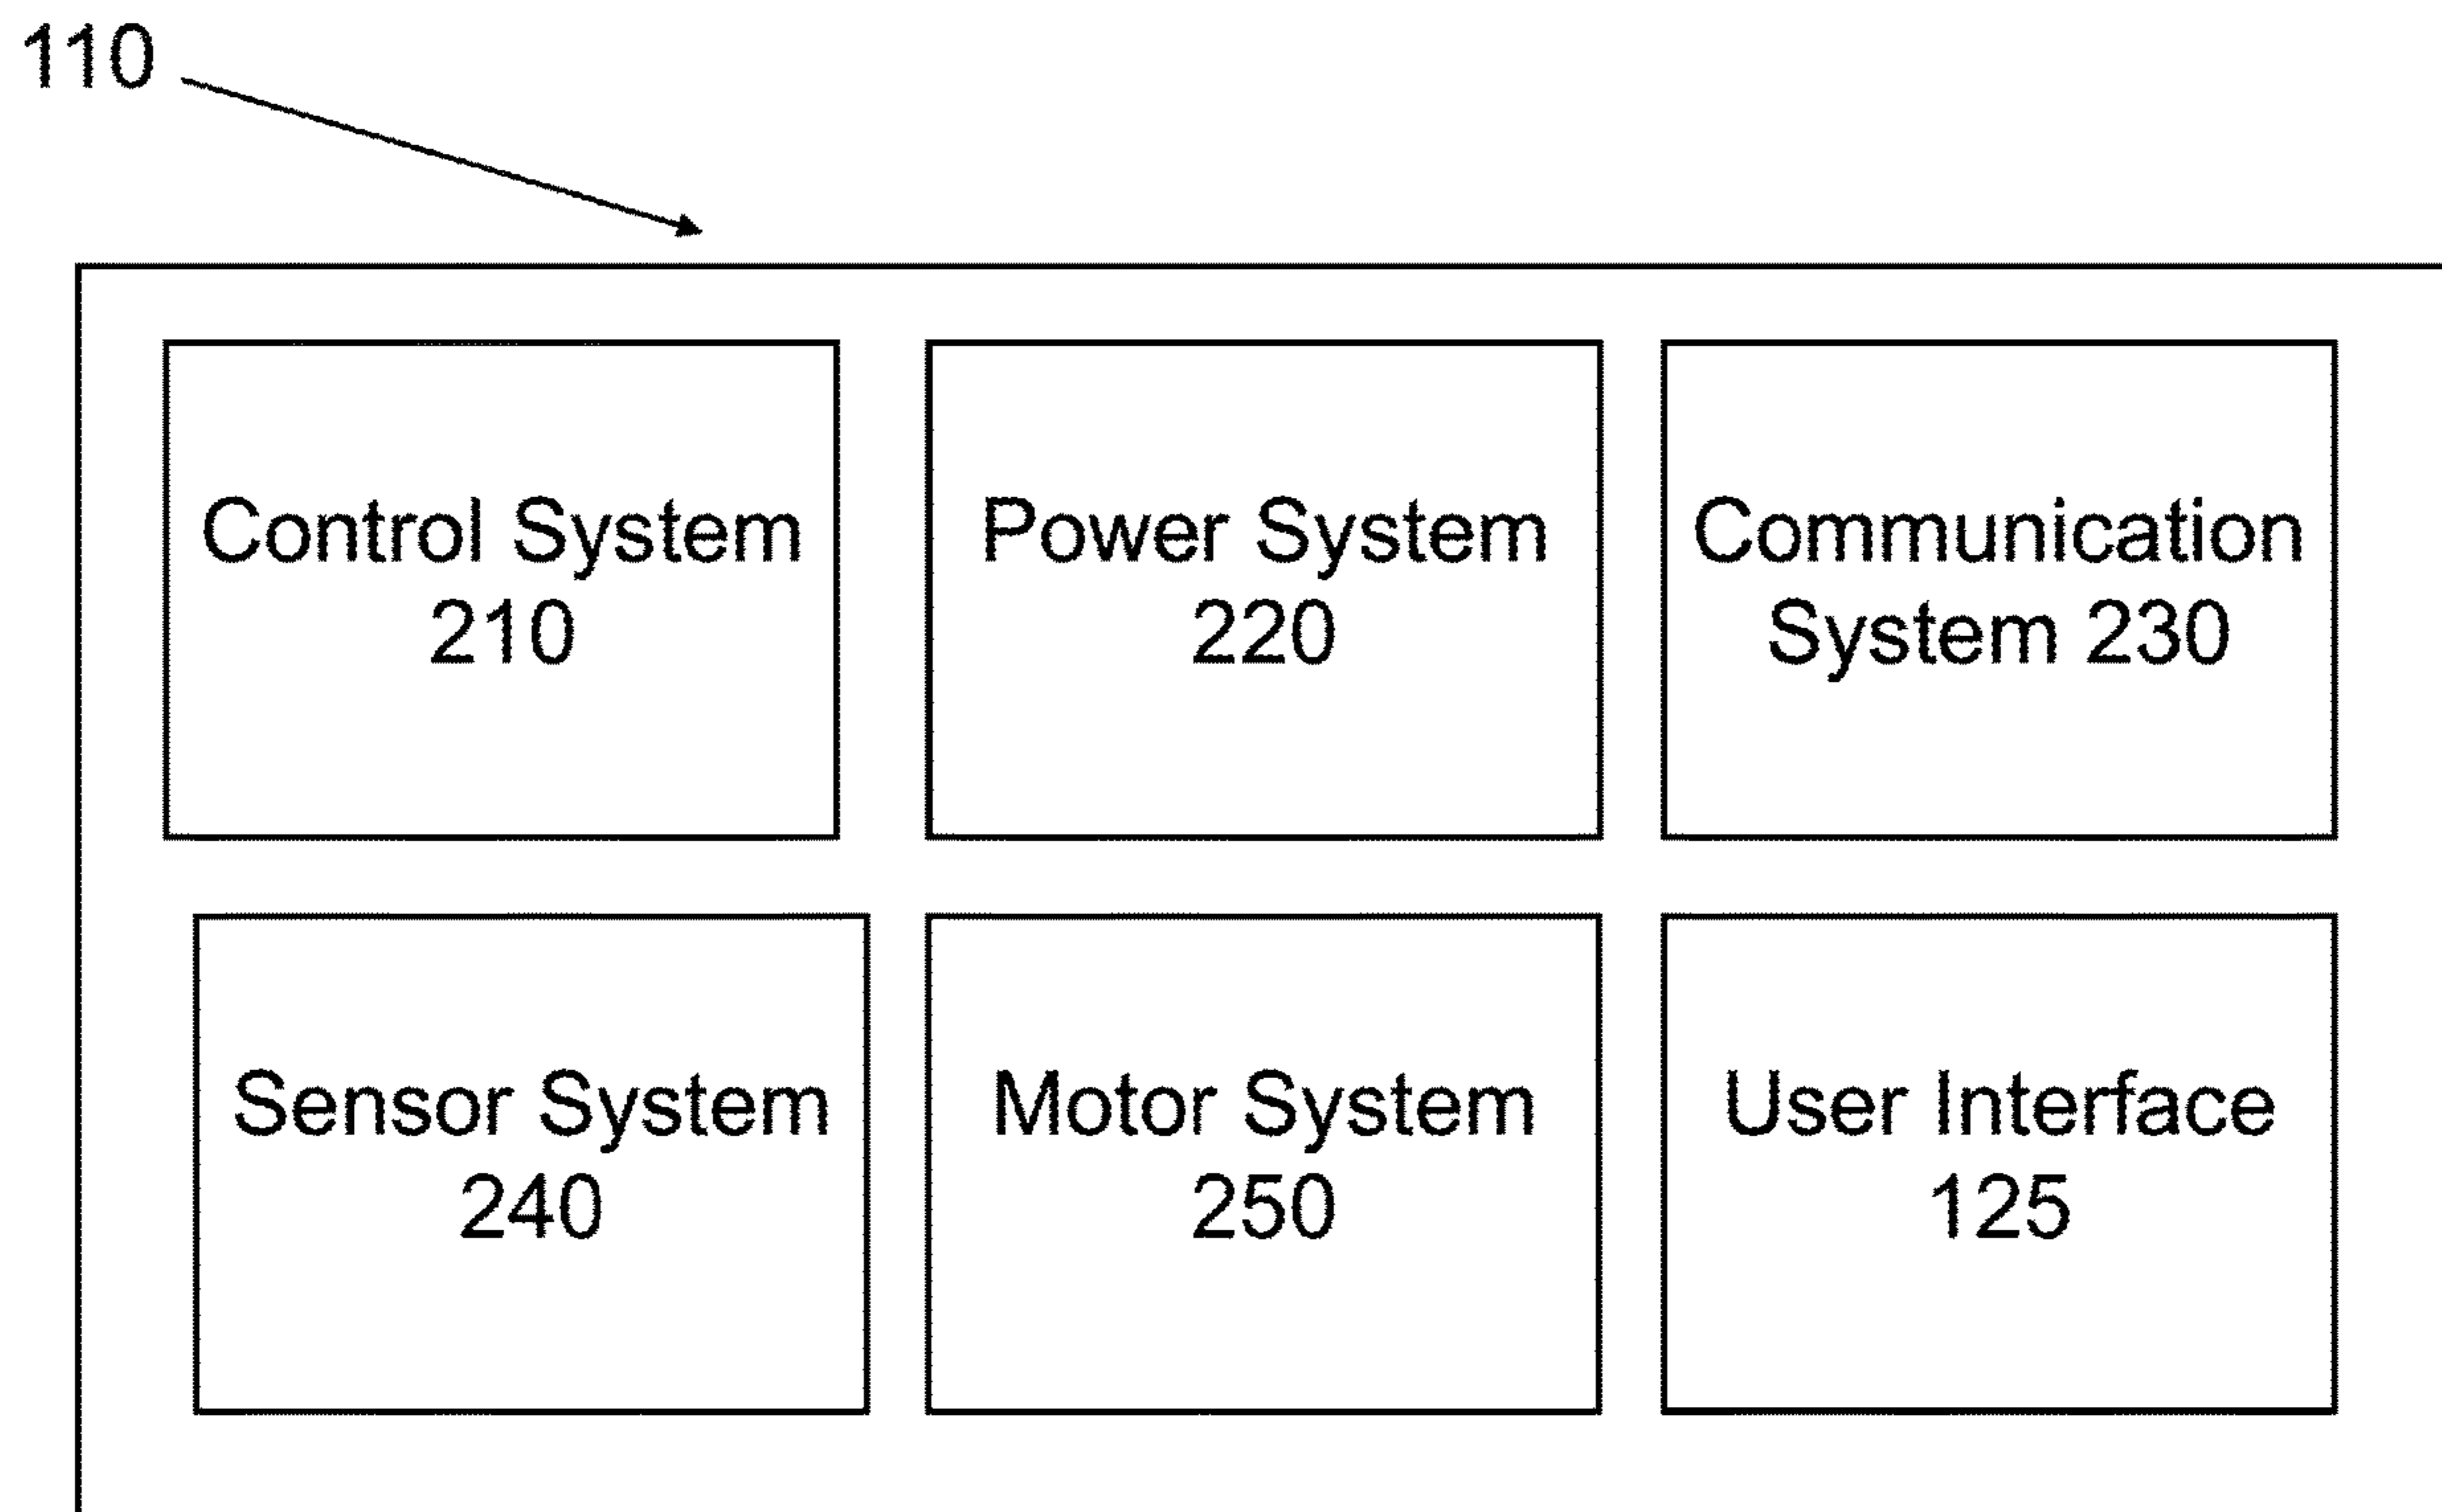 110
Control System
210
Power System
220
Communication
System 230
Sensor System
240
Motor System
250
User Interface
125